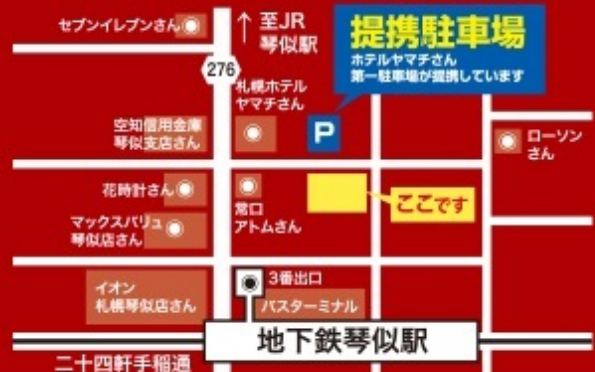 セブンイレブンさん
↑ 至JR
琴似駅
提携駐車場
ホテルヤマチさん
第一駐車場が提携しています
276
札幌ホテル
ヤマチさん
空知信用金庫
琴似支店さん
P
ローソン
さん
花時計さん
常口
アトムさん
ここです
マックスバリュ
琴似店さん
イオン
札幌琴似店さん
3番出口
バスターミナル
地下鉄琴似駅
二十四軒手稲通